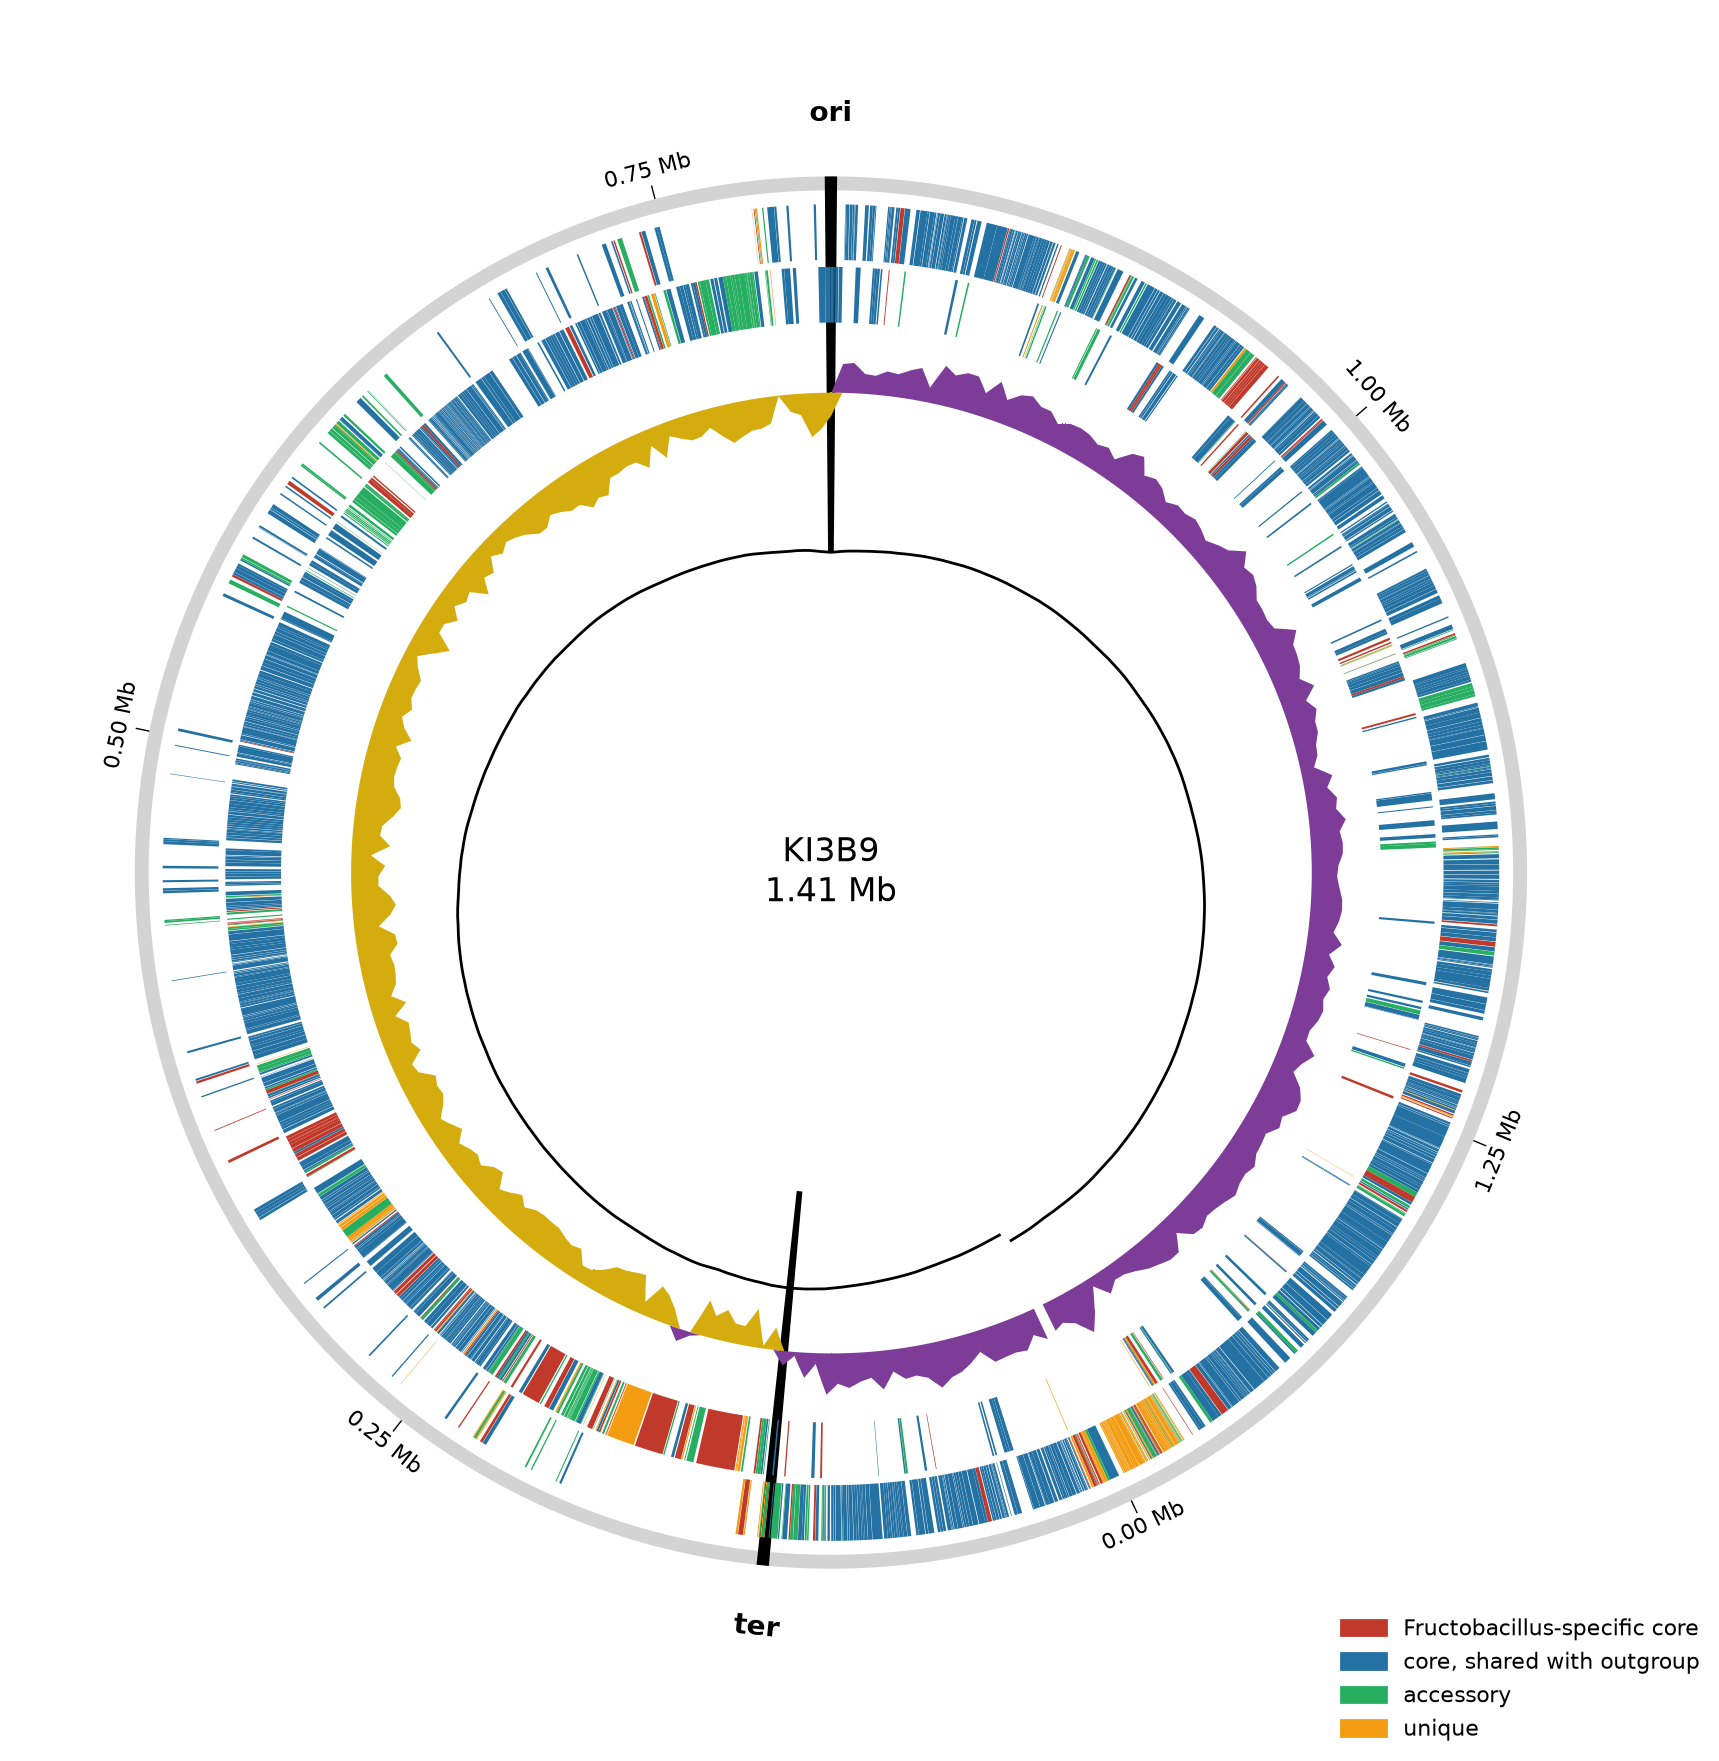 ori
0.75 Mb
1.00 Mb
0.50 Mb
KI3B9
1.41 Mb
1.25 Mb
0.25 Mb
0.00 Mb
ter
Fructobacillus-specific core
core, shared with outgroup
accessory
unique